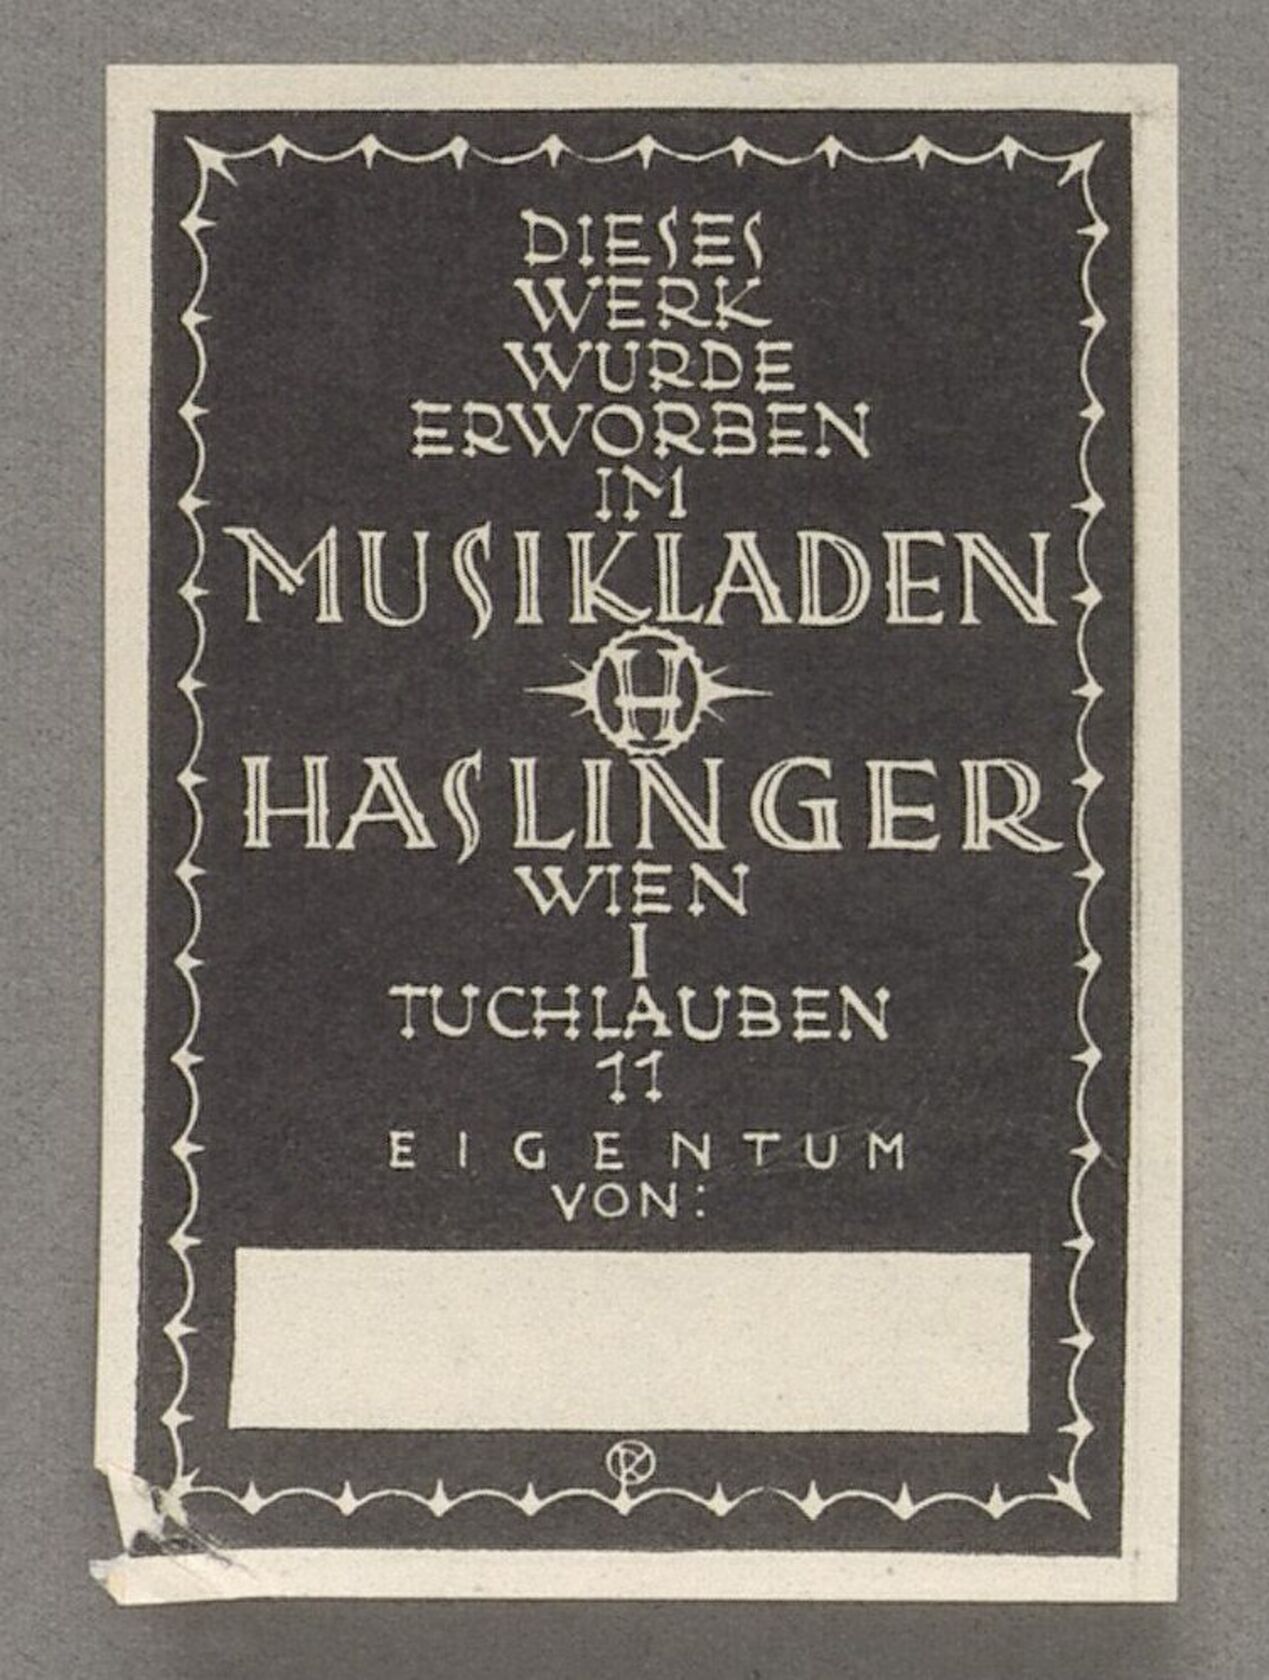 DIESES
WERK
WURDE
ERWORBEN
IM
MUSIKLADEN
H
HASLINGER
WIEN
I
TUCHLAUBEN
11
EIGENTUM
VON: